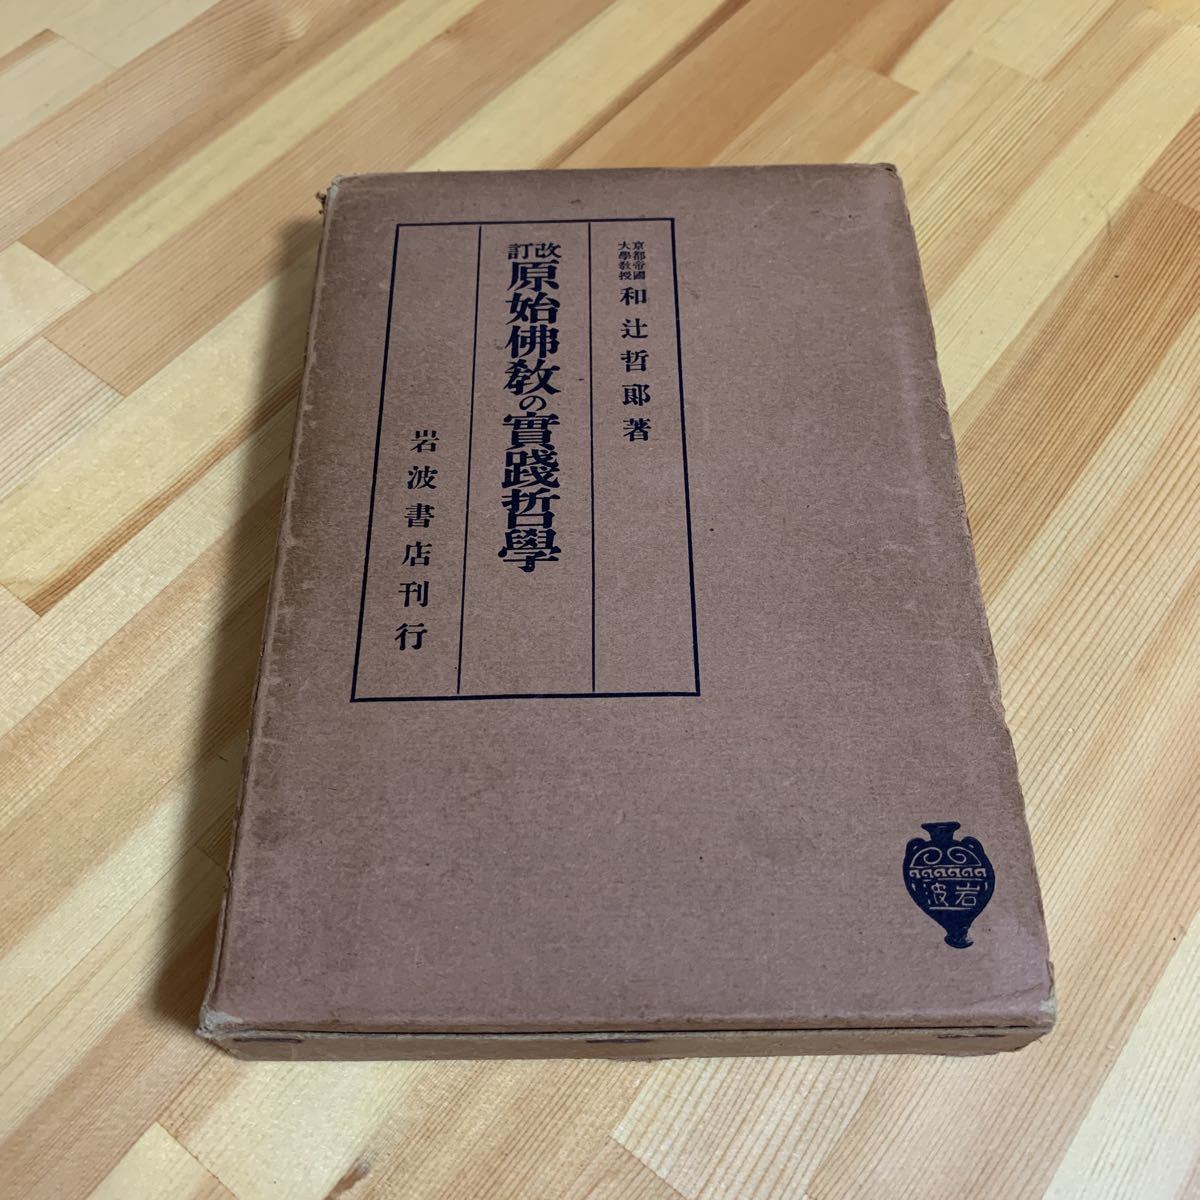 京都帝國
大學教授
和辻哲郎著
改訂
原始佛教の實踐哲學
岩波書店刊行
岩波